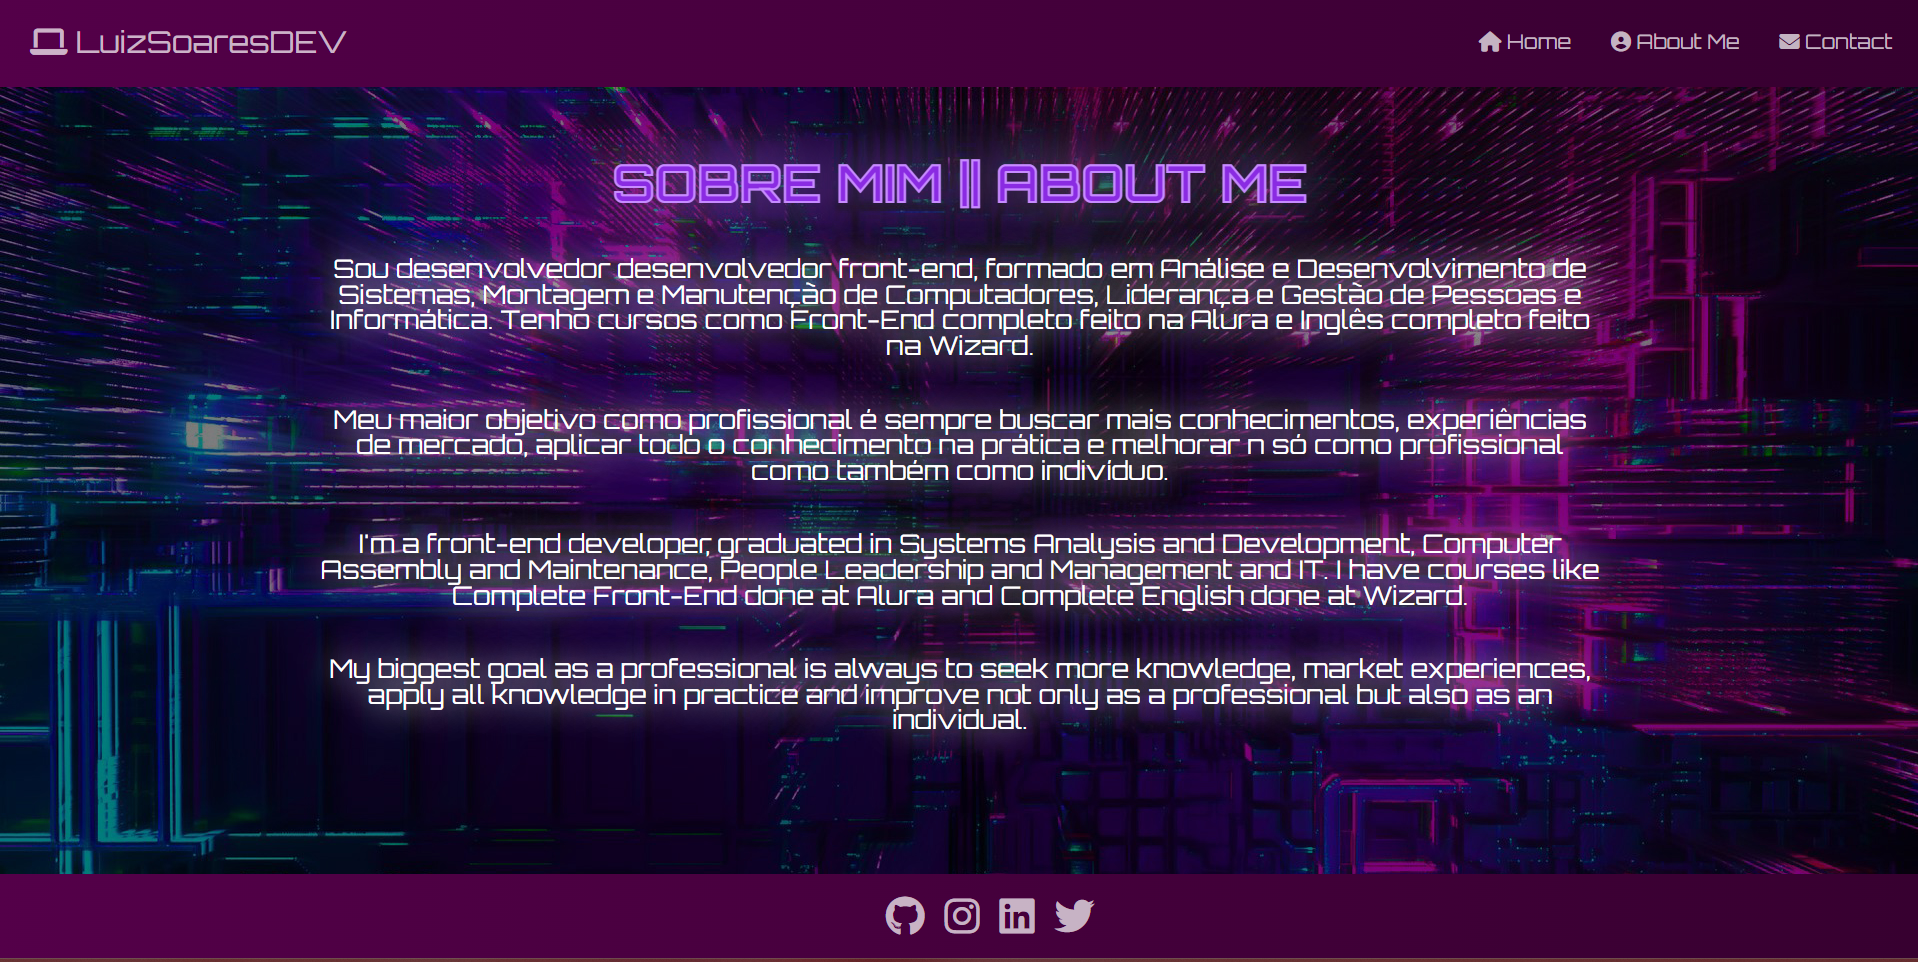 LuizSoaresDEV
Home
About Me
Contact
SOBRE MIM || ABOUT ME
Sou desenvolvedor desenvolvedor front-end, formado em Análise e Desenvolvimento de
Sistemas, Montagem e Manutenção de Computadores, Liderança e Gestão de Pessoas e
Informática. Tenho cursos como Front-End completo feito na Alura e Inglês completo feito
na Wizard.
Meu maior objetivo como profissional é sempre buscar mais conhecimentos, experiências
de mercado, aplicar todo o conhecimento na prática e melhorar n só como profissional
como também como indivíduo.
I'm a front-end developer, graduated in Systems Analysis and Development, Computer
Assembly and Maintenance, People Leadership and Management and IT. I have courses like
Complete Front-End done at Alura and Complete English done at Wizard.
My biggest goal as a professional is always to seek more knowledge, market experiences,
apply all knowledge in practice and improve not only as a professional but also as an
individual.